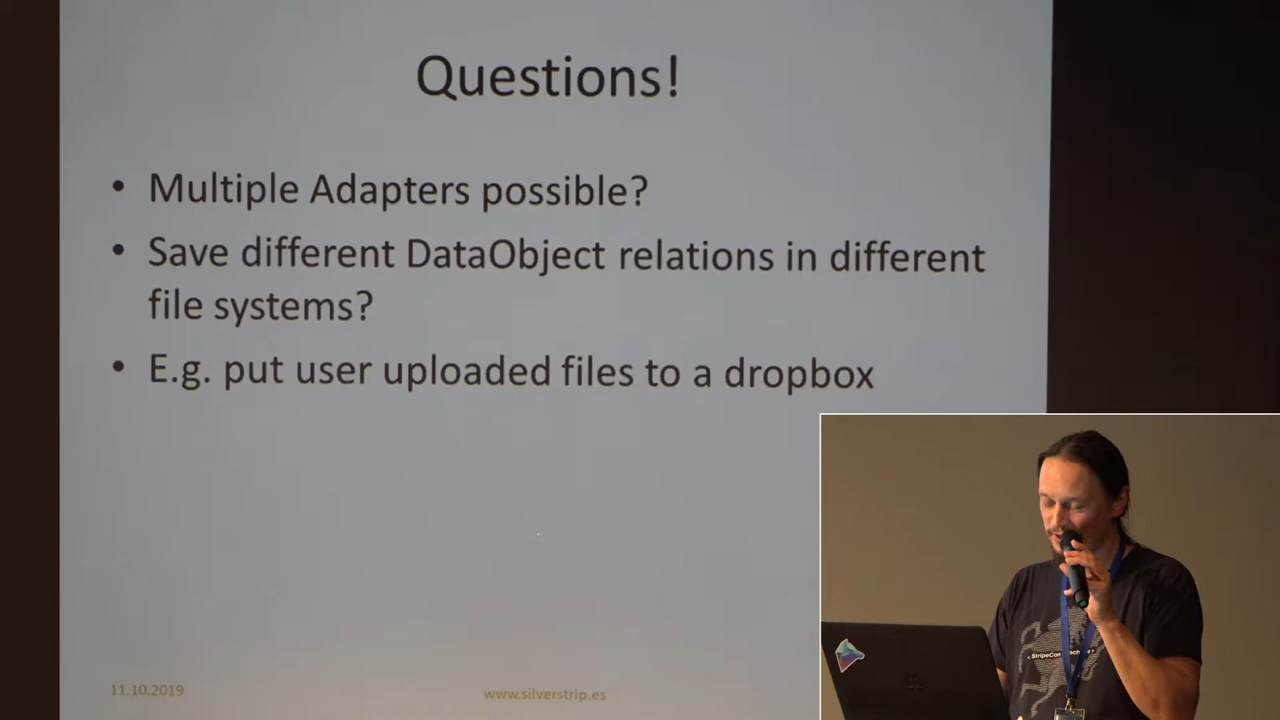 Questions!
• Multiple Adapters possible?
• Save different DataObject relations in different
file systems?
• E.g. put user uploaded files to a dropbox
11.10.2019
www.silverstrip.es